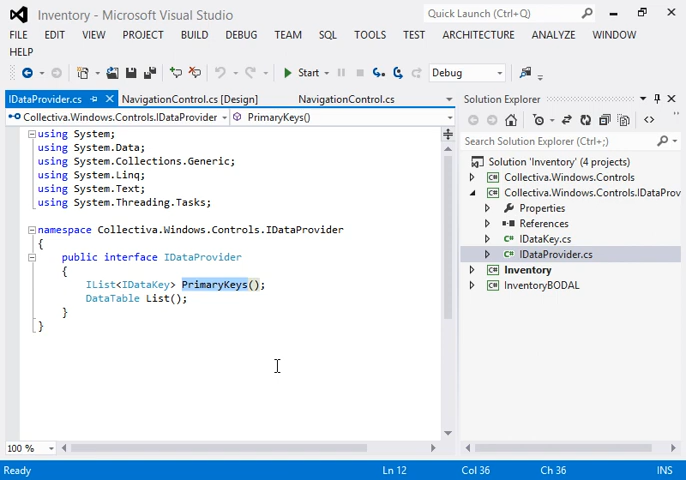 Inventory - Microsoft Visual Studio
Quick Launch (Ctrl+Q)
FILE EDIT VIEW PROJECT BUILD DEBUG TEAM SQL TOOLS TEST ARCHITECTURE ANALYZE WINDOW
HELP
Start Debug
IDataProvider.cs NavigationControl.cs [Design] NavigationControl.cs
Collectiva.Windows.Controls.IDataProvider PrimaryKeys()
using System;
using System.Data;
using System.Collections.Generic;
using System.Linq;
using System.Text;
using System.Threading.Tasks;
namespace Collectiva.Windows.Controls.IDataProvider
{
public interface IDataProvider
{
IList<IDataKey> PrimaryKeys();
DataTable List();
}
}
100 %
Solution Explorer
Search Solution Explorer (Ctrl+;)
Solution 'Inventory' (4 projects)
Collectiva.Windows.Controls
Collectiva.Windows.Controls.IDataProv
Properties
References
IDataKey.cs
IDataProvider.cs
Inventory
InventoryBODAL
Ready Ln 12 Col 36 Ch 36 INS